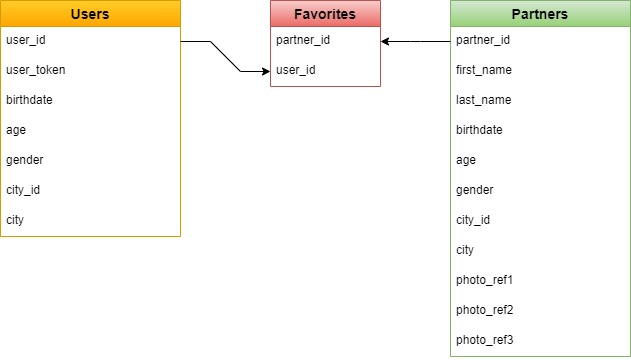 Users
user_id
user_token
birthdate
age
gender
city_id
city
Favorites
partner_id
user_id
Partners
partner_id
first_name
last_name
birthdate
age
gender
city_id
city
photo_ref1
photo_ref2
photo_ref3